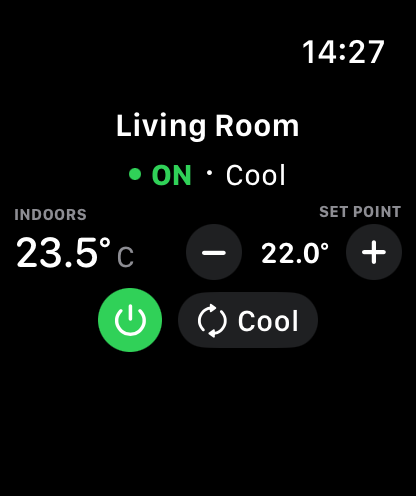 14:27
Living Room
ON · Cool
INDOORS
23.5° C
SET POINT
− 22.0° +
Cool